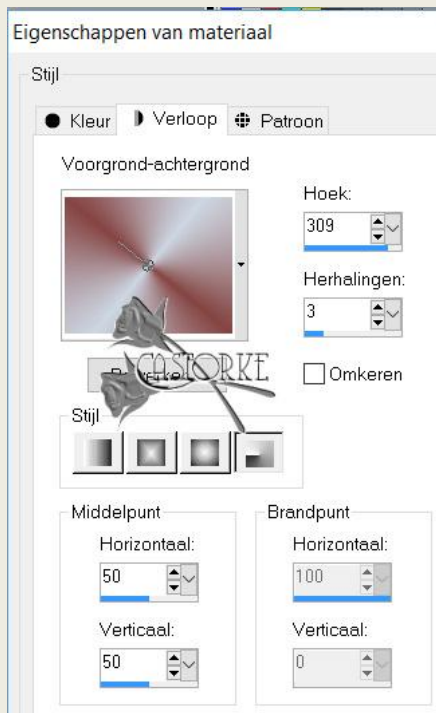 Eigenschappen van materiaal
Stijl
Kleur Verloop Patroon
Voorgrond-achtergrond
Hoek:
309
Herhalingen:
3
CASTORKE
Omkeren
Stijl
Middelpunt
Horizontaal:
50
Verticaal:
50
Brandpunt
Horizontaal:
100
Verticaal:
0